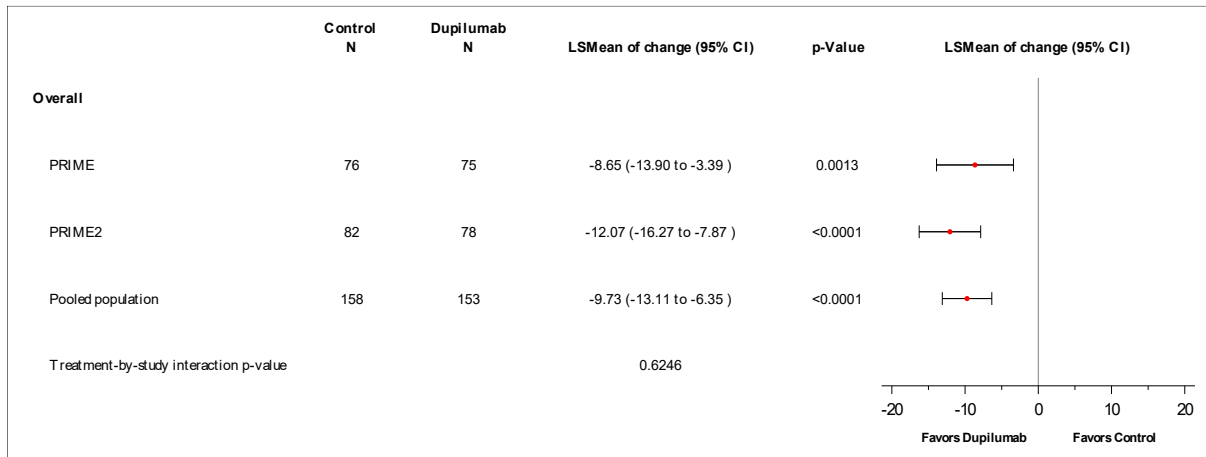 Control Dupilumab
N N LSMean of change (95% CI) p-Value LSMean of change (95% CI)
Overall
PRIME 76 75 -8.65 (-13.90 to -3.39 ) 0.0013
PRIME2 82 78 -12.07 (-16.27 to -7.87 ) <0.0001
Pooled population 158 153 -9.73 (-13.11 to -6.35 ) <0.0001
Treatment-by-study interaction p-value 0.6246
-20 -10 0 10 20
Favors Dupilumab Favors Control